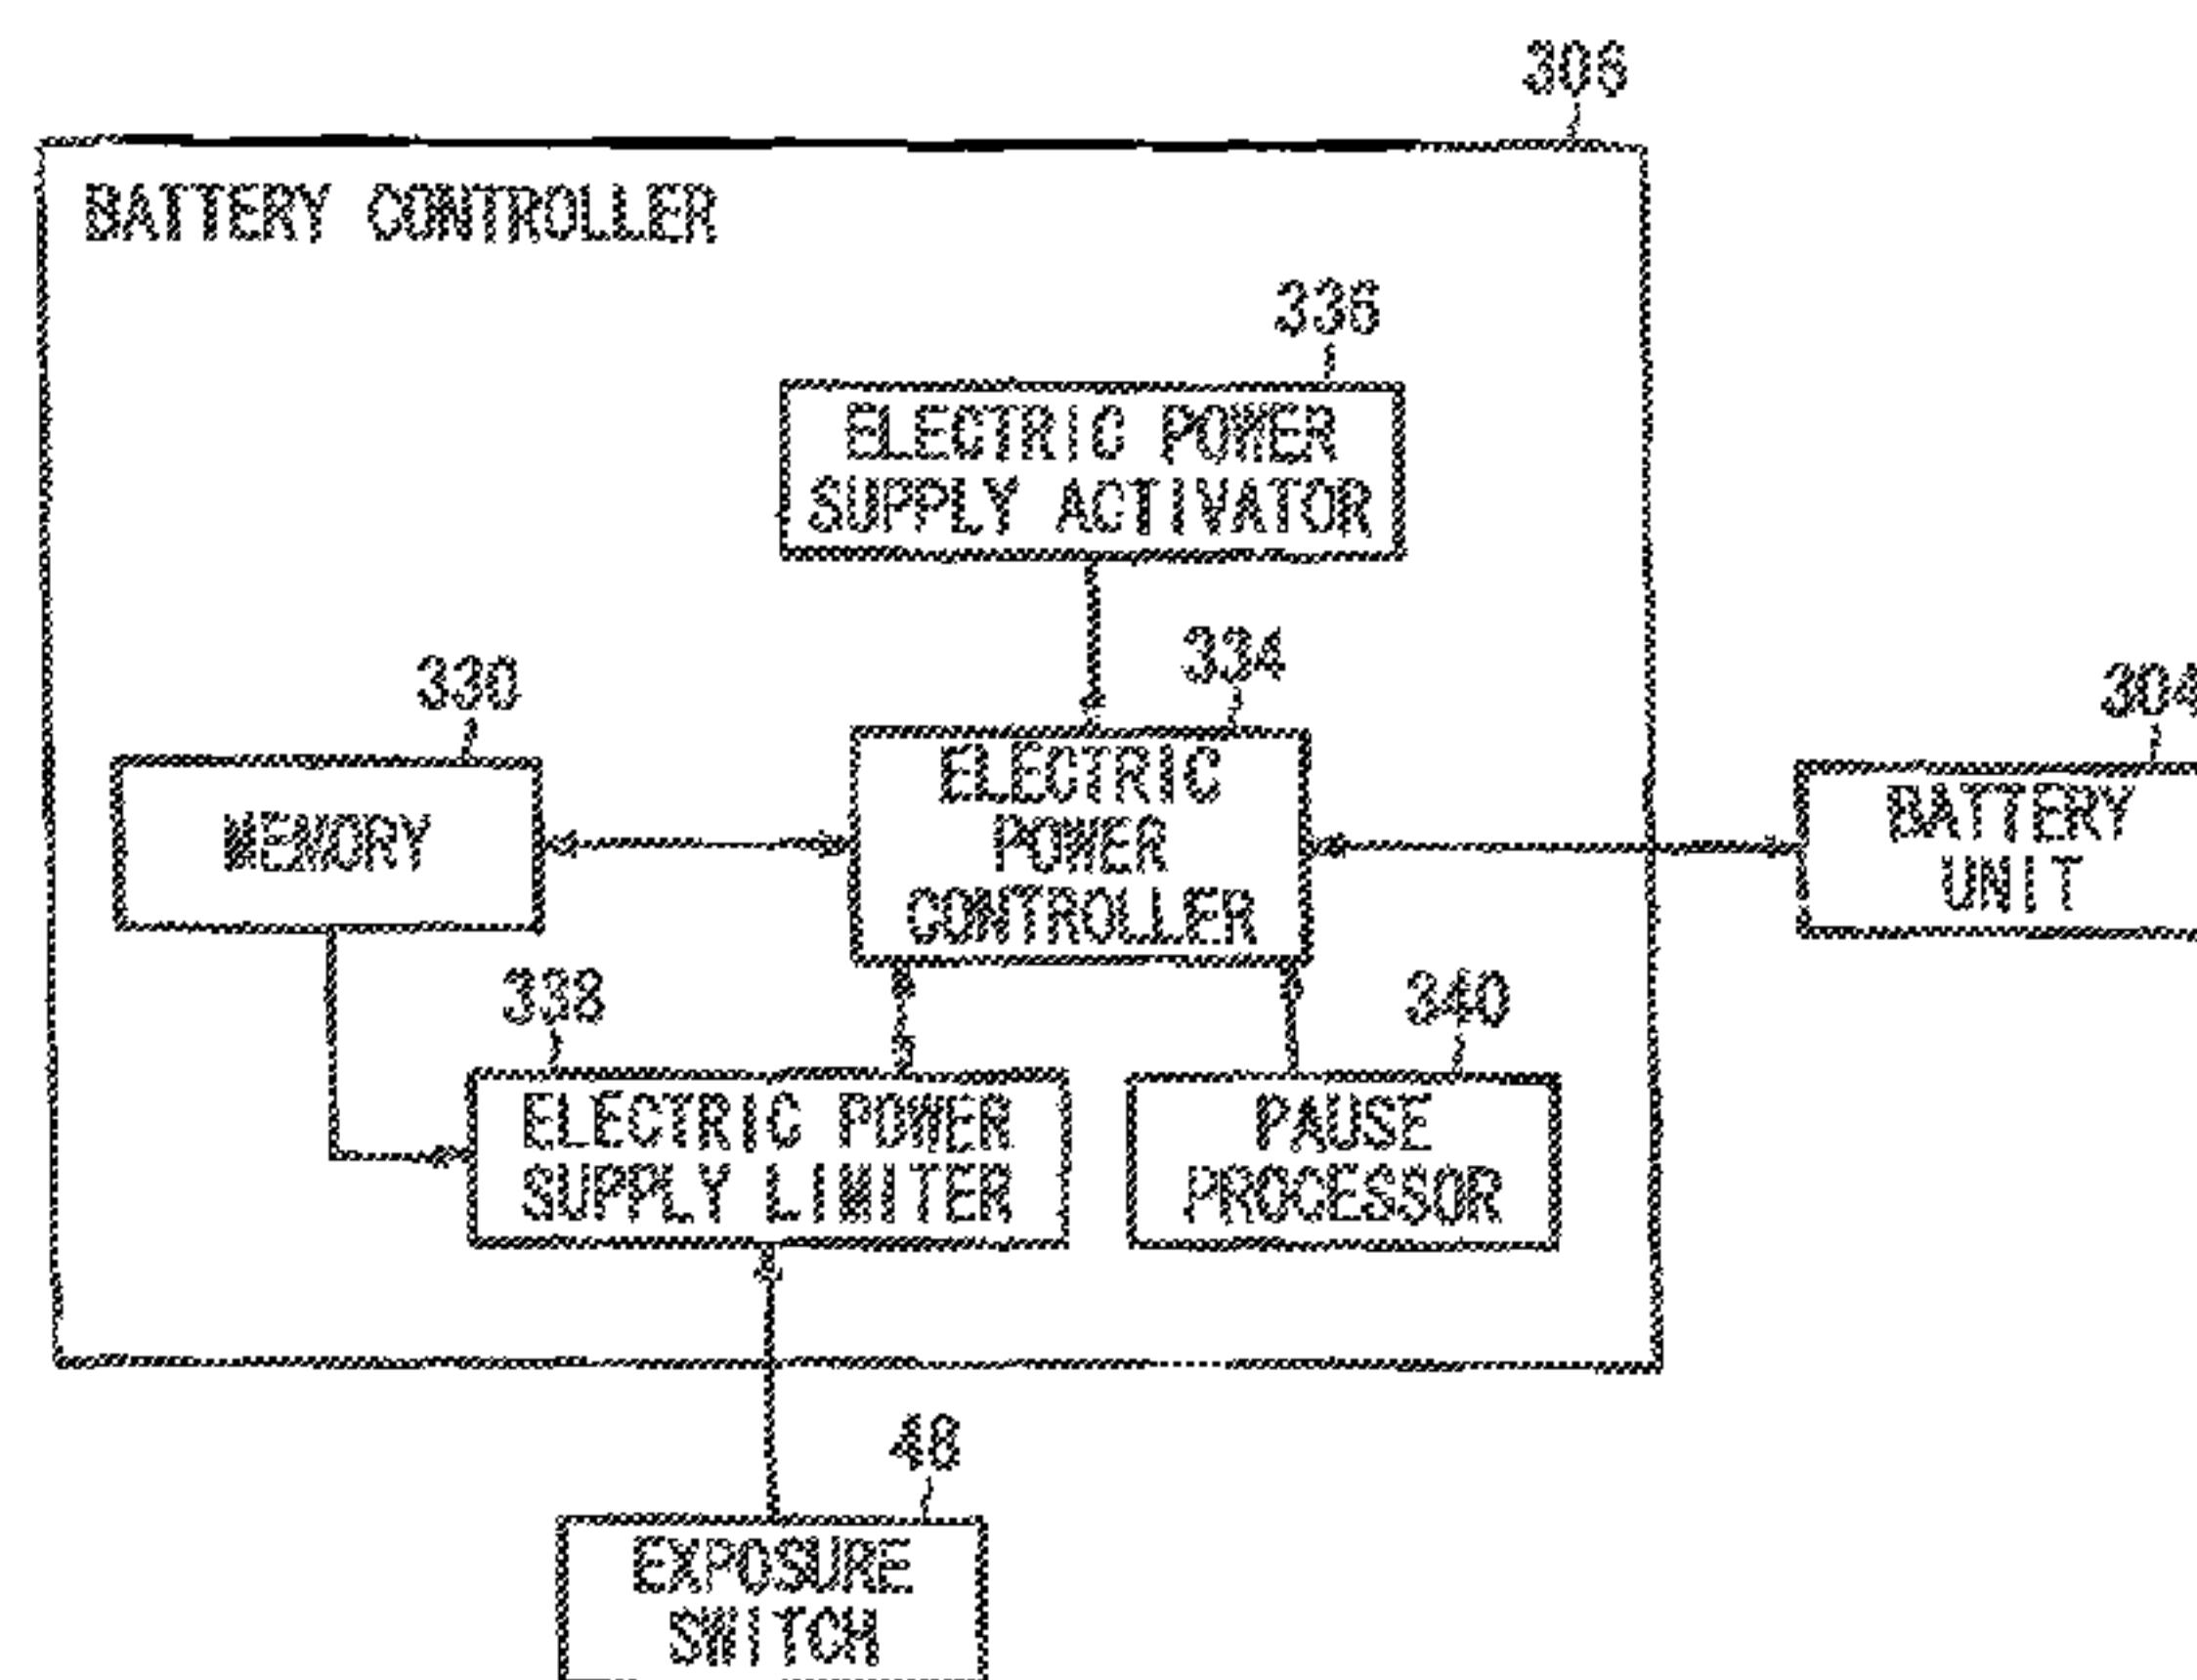 306
BATTERY CONTROLLER
336
ELECTRIC POWER
SUPPLY ACTIVATOR
334
330
304
ELECTRIC
POWER
CONTROLLER
MEMORY
BATTERY
UNIT
338
340
ELECTRIC POWER
SUPPLY LIMITER
PAUSE
PROCESSOR
48
EXPOSURE
SWITCH